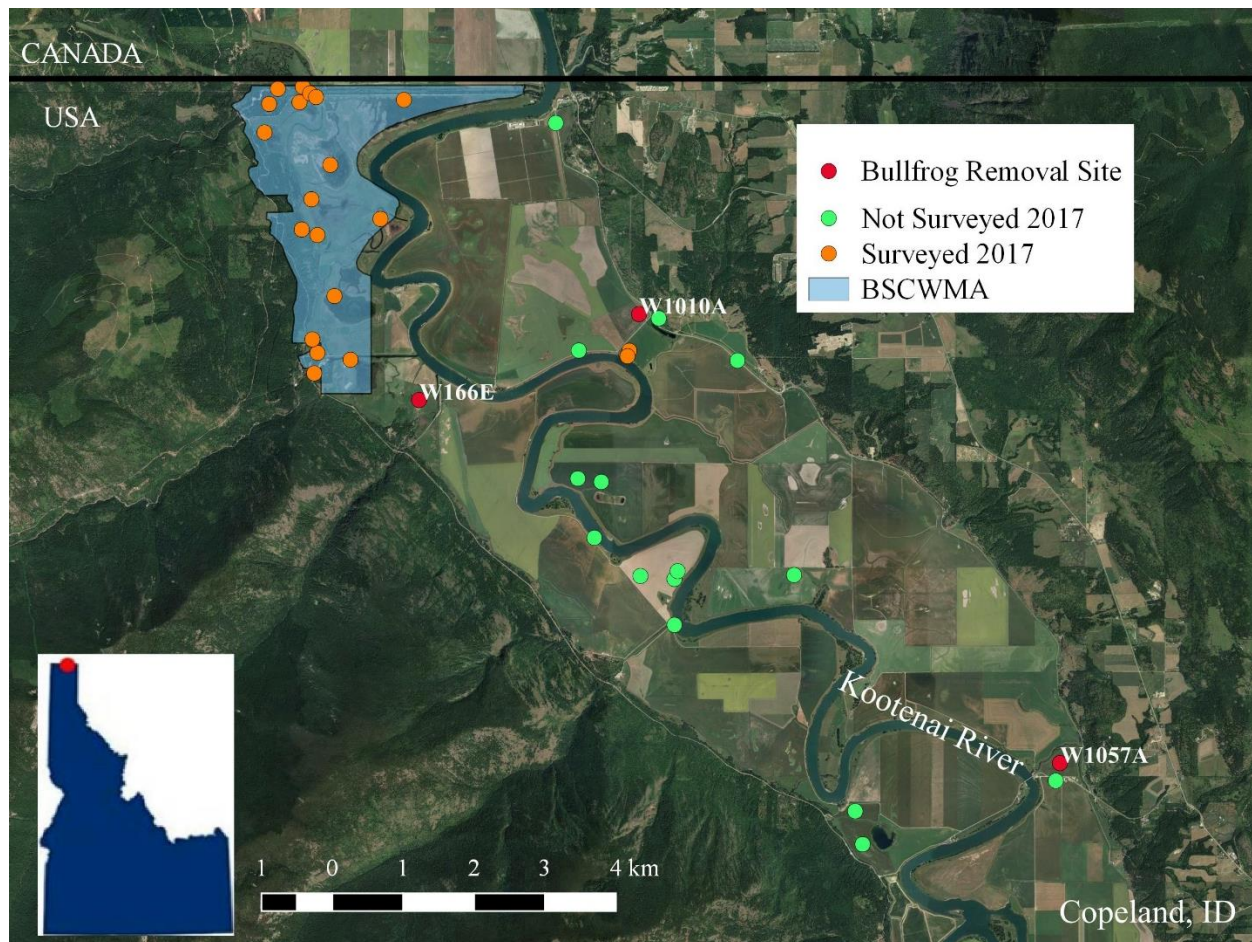 CANADA
USA
Bullfrog Removal Site
Not Surveyed 2017
Surveyed 2017
BSCWMA
W1010A
W166E
Kootenai River
W1057A
1 0 1 2 3 4 km
Copeland, ID